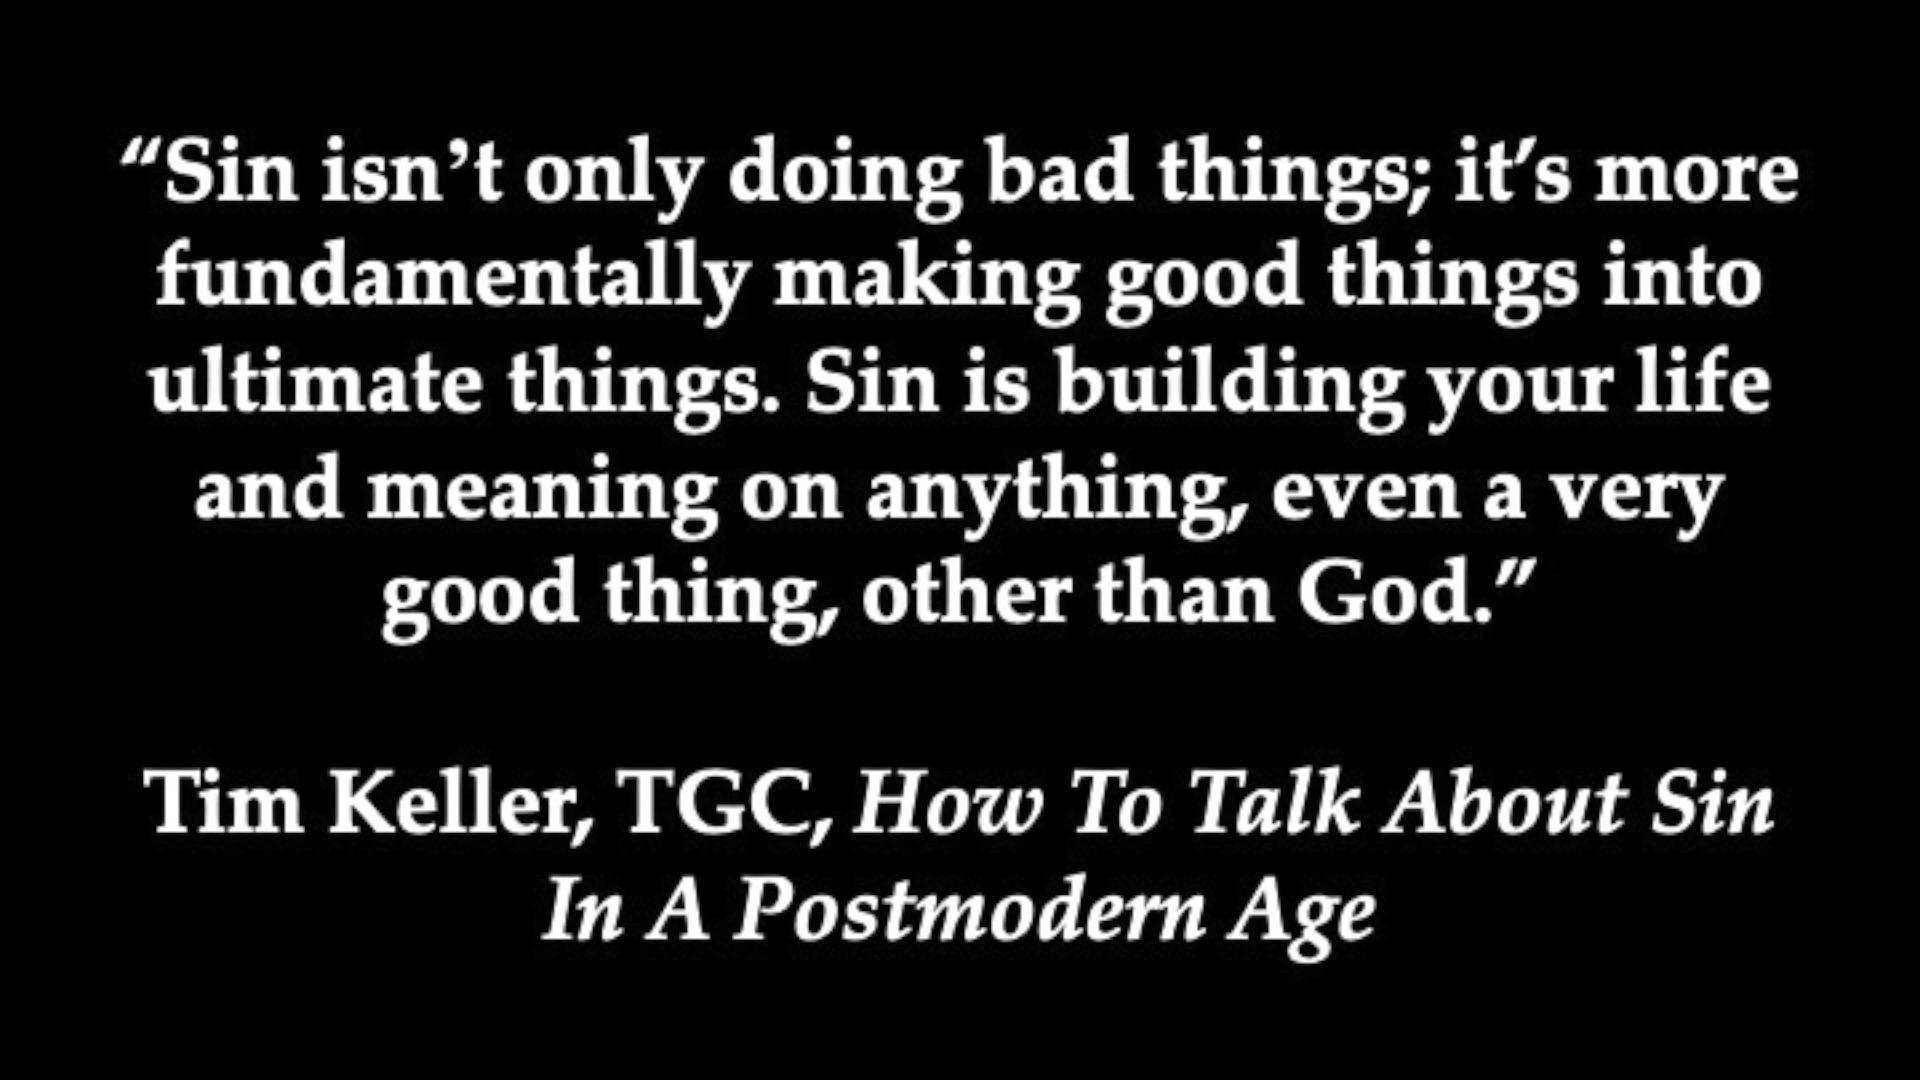 “Sin isn’t only doing bad things; it’s more
fundamentally making good things into
ultimate things. Sin is building your life
and meaning on anything, even a very
good thing, other than God.”
Tim Keller, TGC, How To Talk About Sin
In A Postmodern Age